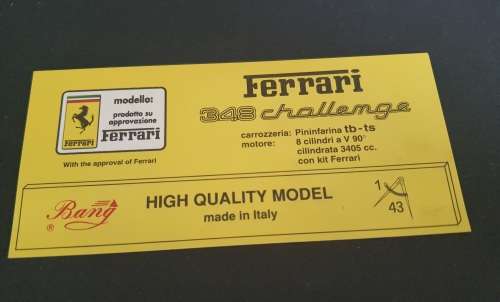 modello:
prodotto su
approvazione
Ferrari
Ferrari
With the approval of Ferrari
Ferrari
348 challenge
carrozzeria: Pininfarina tb-ts
motore: 8 cilindri a V 90°
cilindrata 3405 cc.
con kit Ferrari
Bang
®
HIGH QUALITY MODEL
made in Italy
1
43